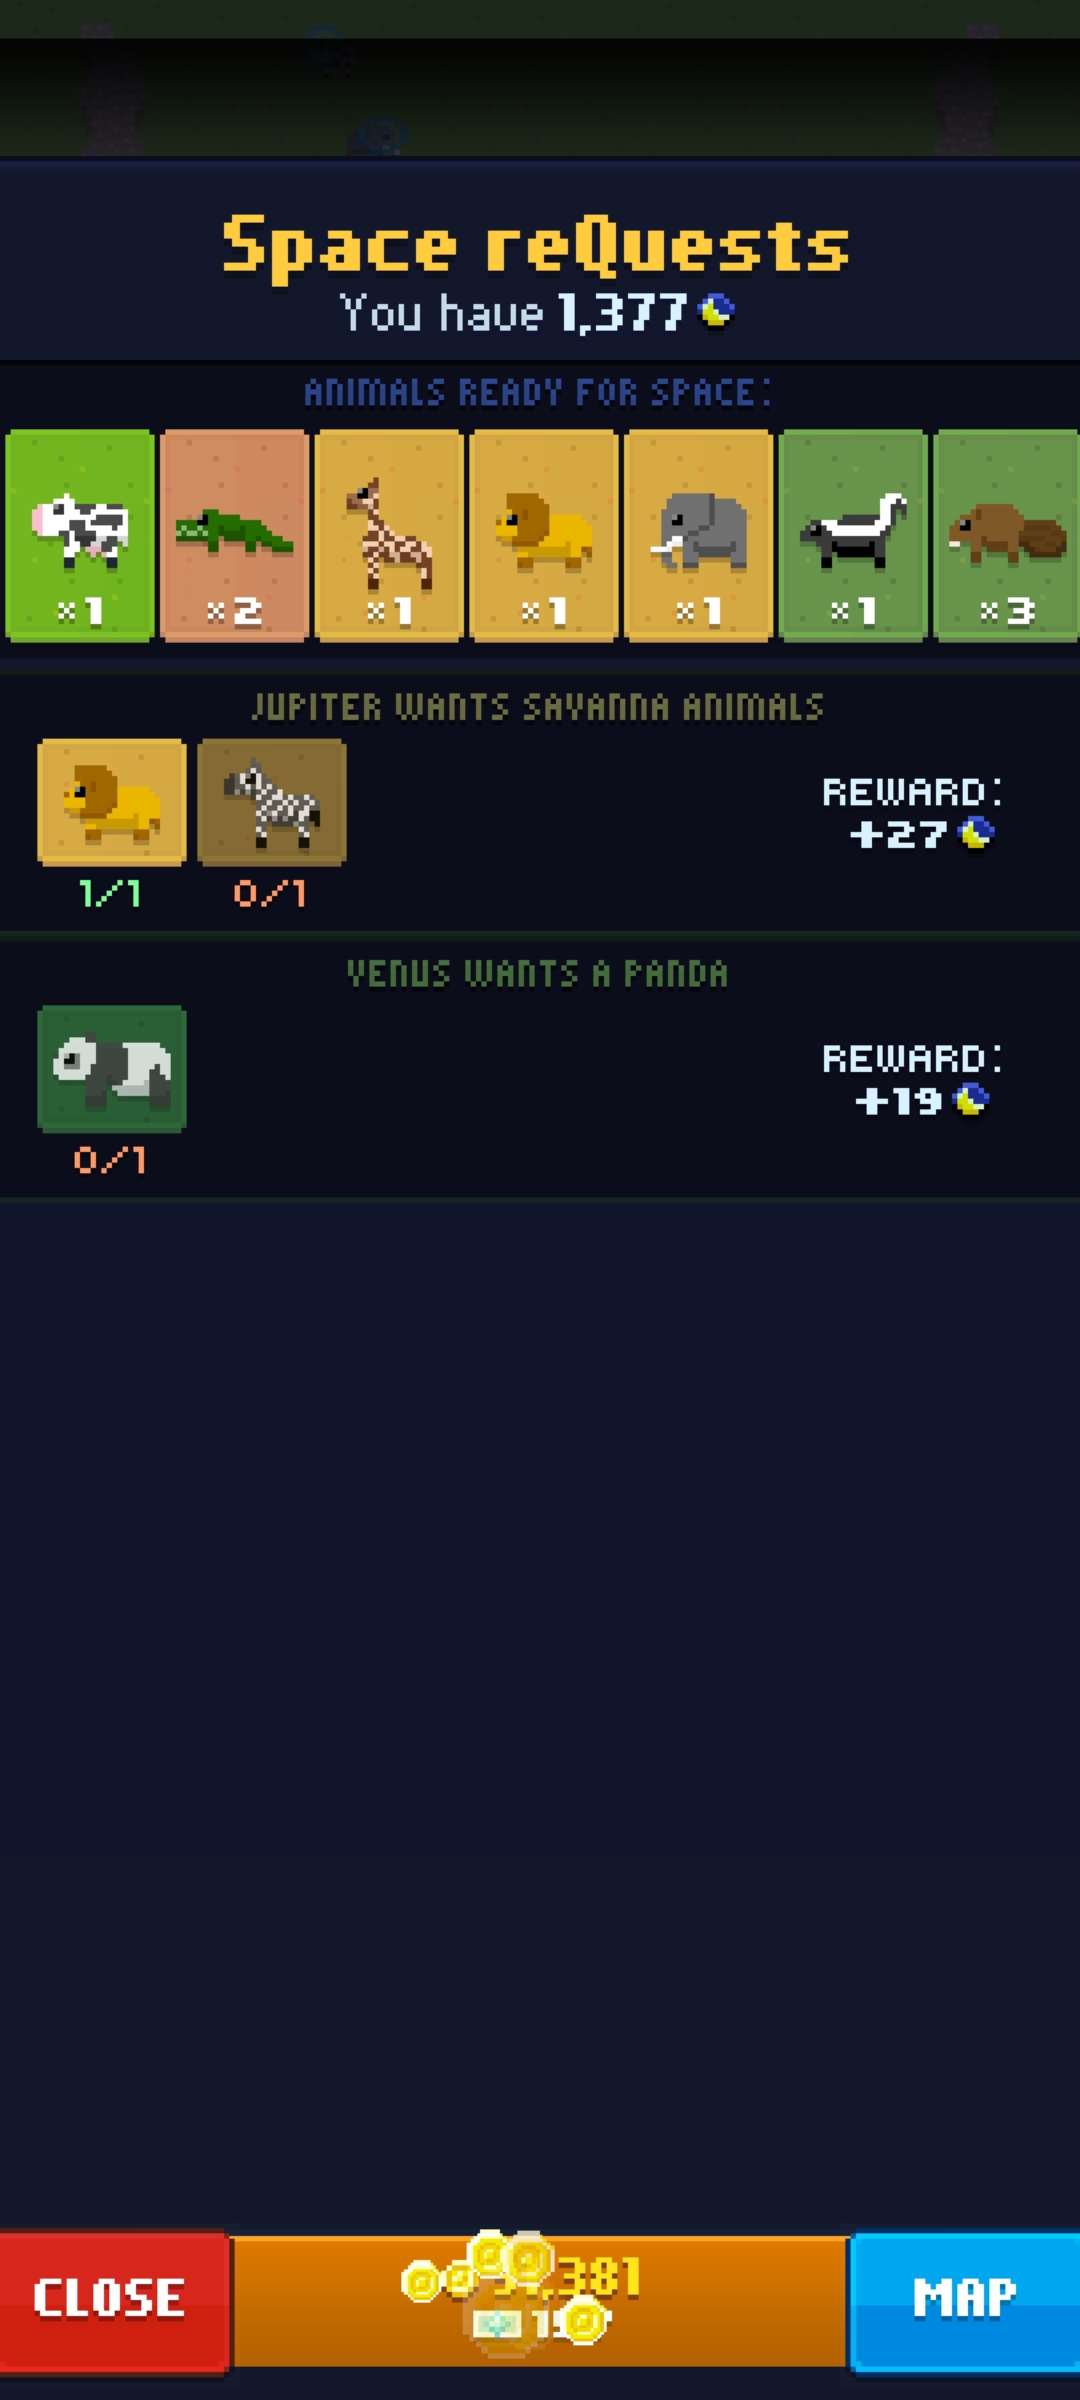 Space reQuests
You have 1,377
ANIMALS READY FOR SPACE:
×1 ×2 ×1 ×1 ×1 ×1 ×3
JUPITER WANTS SAVANNA ANIMALS
REWARD:
+27
1/1 0/1
VENUS WANTS A PANDA
REWARD:
+19
0/1
CLOSE
MAP